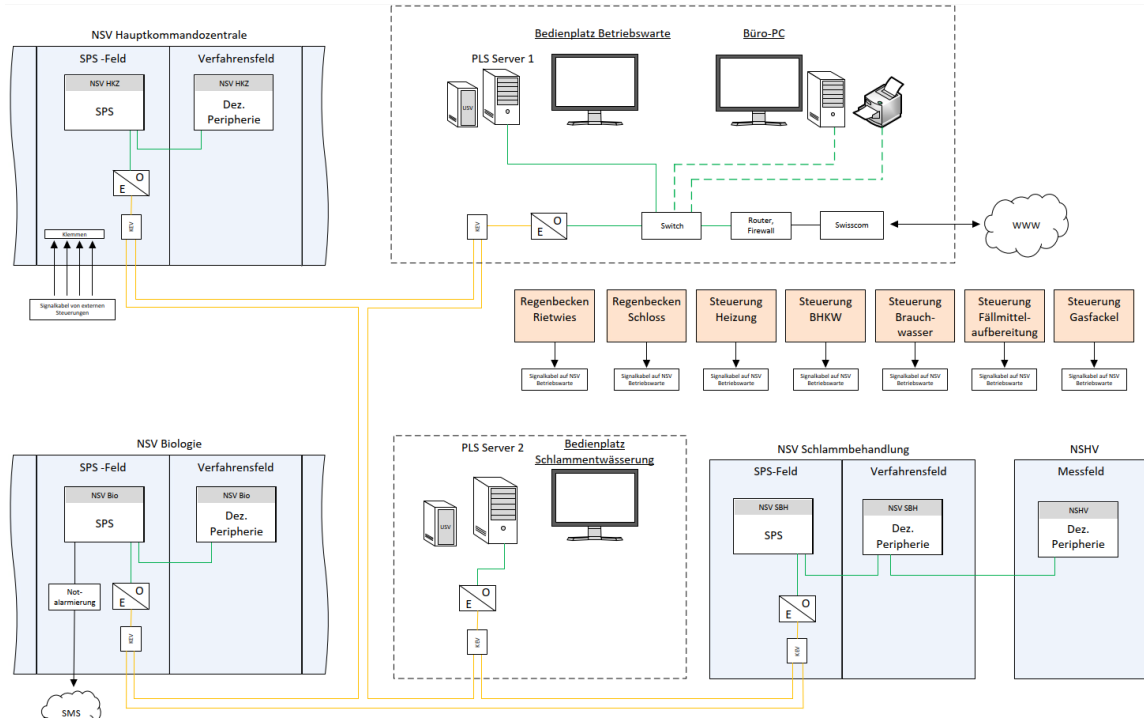 NSV Hauptkommandozentrale
SPS -Feld
Verfahrensfeld
NSV HKZ
SPS
NSV HKZ
Dez.
Peripherie
O
E
KEV
Klemmen
Signalkabel von externen
Steuerungen
Bedienplatz Betriebswarte
Büro-PC
PLS Server 1
USV
KEV
O
E
Switch
Router,
Firewall
Swisscom
WWW
Regenbecken
Rietwies
Regenbecken
Schloss
Steuerung
Heizung
Steuerung
BHKW
Steuerung
Brauch-
wasser
Steuerung
Fällmittel-
aufbereitung
Steuerung
Gasfackel
Signalkabel auf NSV
Betriebswarte
Signalkabel auf NSV
Betriebswarte
Signalkabel auf NSV
Betriebswarte
Signalkabel auf NSV
Betriebswarte
Signalkabel auf NSV
Betriebswarte
Signalkabel auf NSV
Betriebswarte
Signalkabel auf NSV
Betriebswarte
NSV Biologie
SPS -Feld
Verfahrensfeld
NSV Bio
SPS
NSV Bio
Dez.
Peripherie
Not-
alarmierung
O
E
KEV
SMS
PLS Server 2
Bedienplatz
Schlammentwässerung
USV
O
E
KEV
NSV Schlammbehandlung
SPS-Feld
Verfahrensfeld
NSV SBH
SPS
NSV SBH
Dez.
Peripherie
O
E
KEV
NSHV
Messfeld
NSHV
Dez.
Peripherie